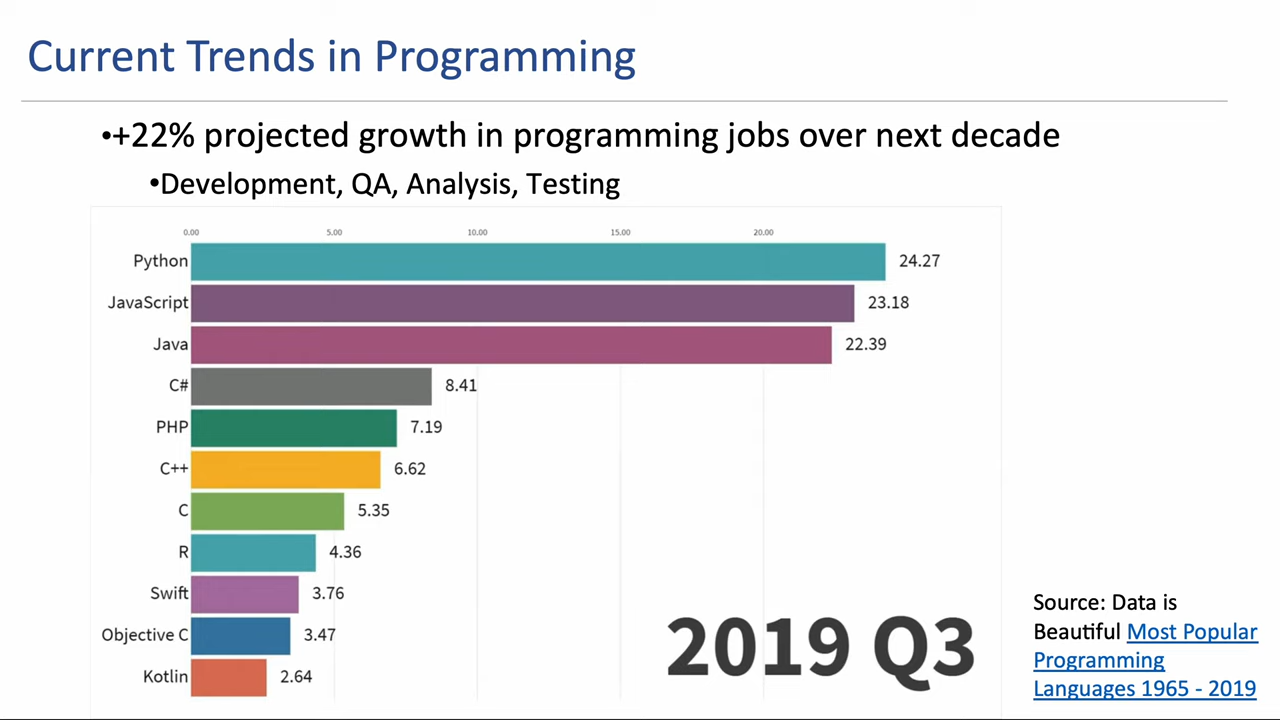 Current Trends in Programming
•+22% projected growth in programming jobs over next decade
•Development, QA, Analysis, Testing
0.00 5.00 10.00 15.00 20.00
Python 24.27
JavaScript 23.18
Java 22.39
C# 8.41
PHP 7.19
C++ 6.62
C 5.35
R 4.36
Swift 3.76
Objective C 3.47
Kotlin 2.64
2019 Q3
Source: Data is
Beautiful Most Popular
Programming
Languages 1965 - 2019